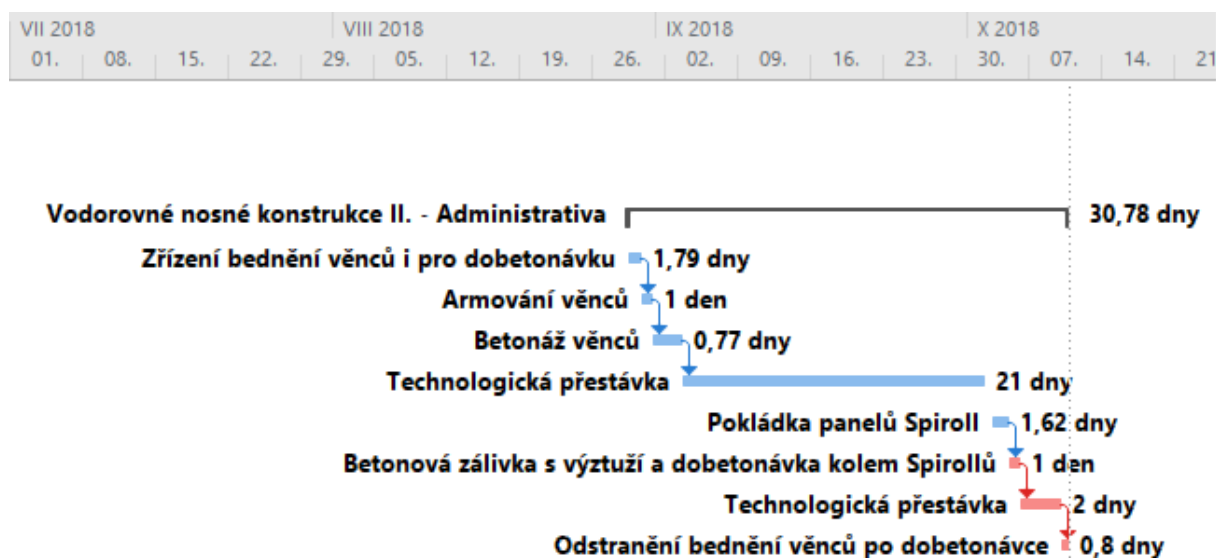 VII 2018 VIII 2018 IX 2018 X 2018
01. 08. 15. 22. 29. 05. 12. 19. 26. 02. 09. 16. 23. 30. 07. 14. 21
Vodorovné nosné konstrukce II. - Administrativa 30,78 dny
Zřízení bednění věnců i pro dobetonávku 1,79 dny
Armování věnců 1 den
Betonáž věnců 0,77 dny
Technologická přestávka 21 dny
Pokládka panelů Spiroll 1,62 dny
Betonová zálivka s výztuží a dobetonávka kolem Spirollů 1 den
Technologická přestávka 2 dny
Odstranění bednění věnců po dobetonávce 0,8 dny